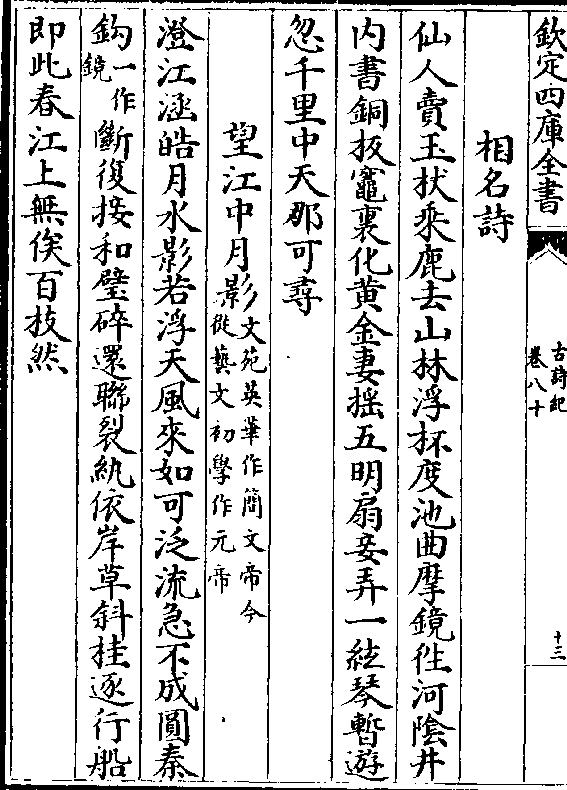 欽定四庫全書
古詩紀
卷八十
十三
相名詩
仙人賣玉杖乘鹿去山林浮杯度池曲摩鏡往河陰井
内書銅板竈裏化黄金妻揺五明扇妾弄一絃琴暫遊
忽千里中天那可尋
望江中月影文苑英華作簡文帝今從藝文初學作元帝
澄江涵皓月水影若浮天風來如可泛流急不成圓秦
鈎一作鏡斷復接和璧碎還聯裂紈依岸草斜挂逐行船
即此春江上無俟百枝然